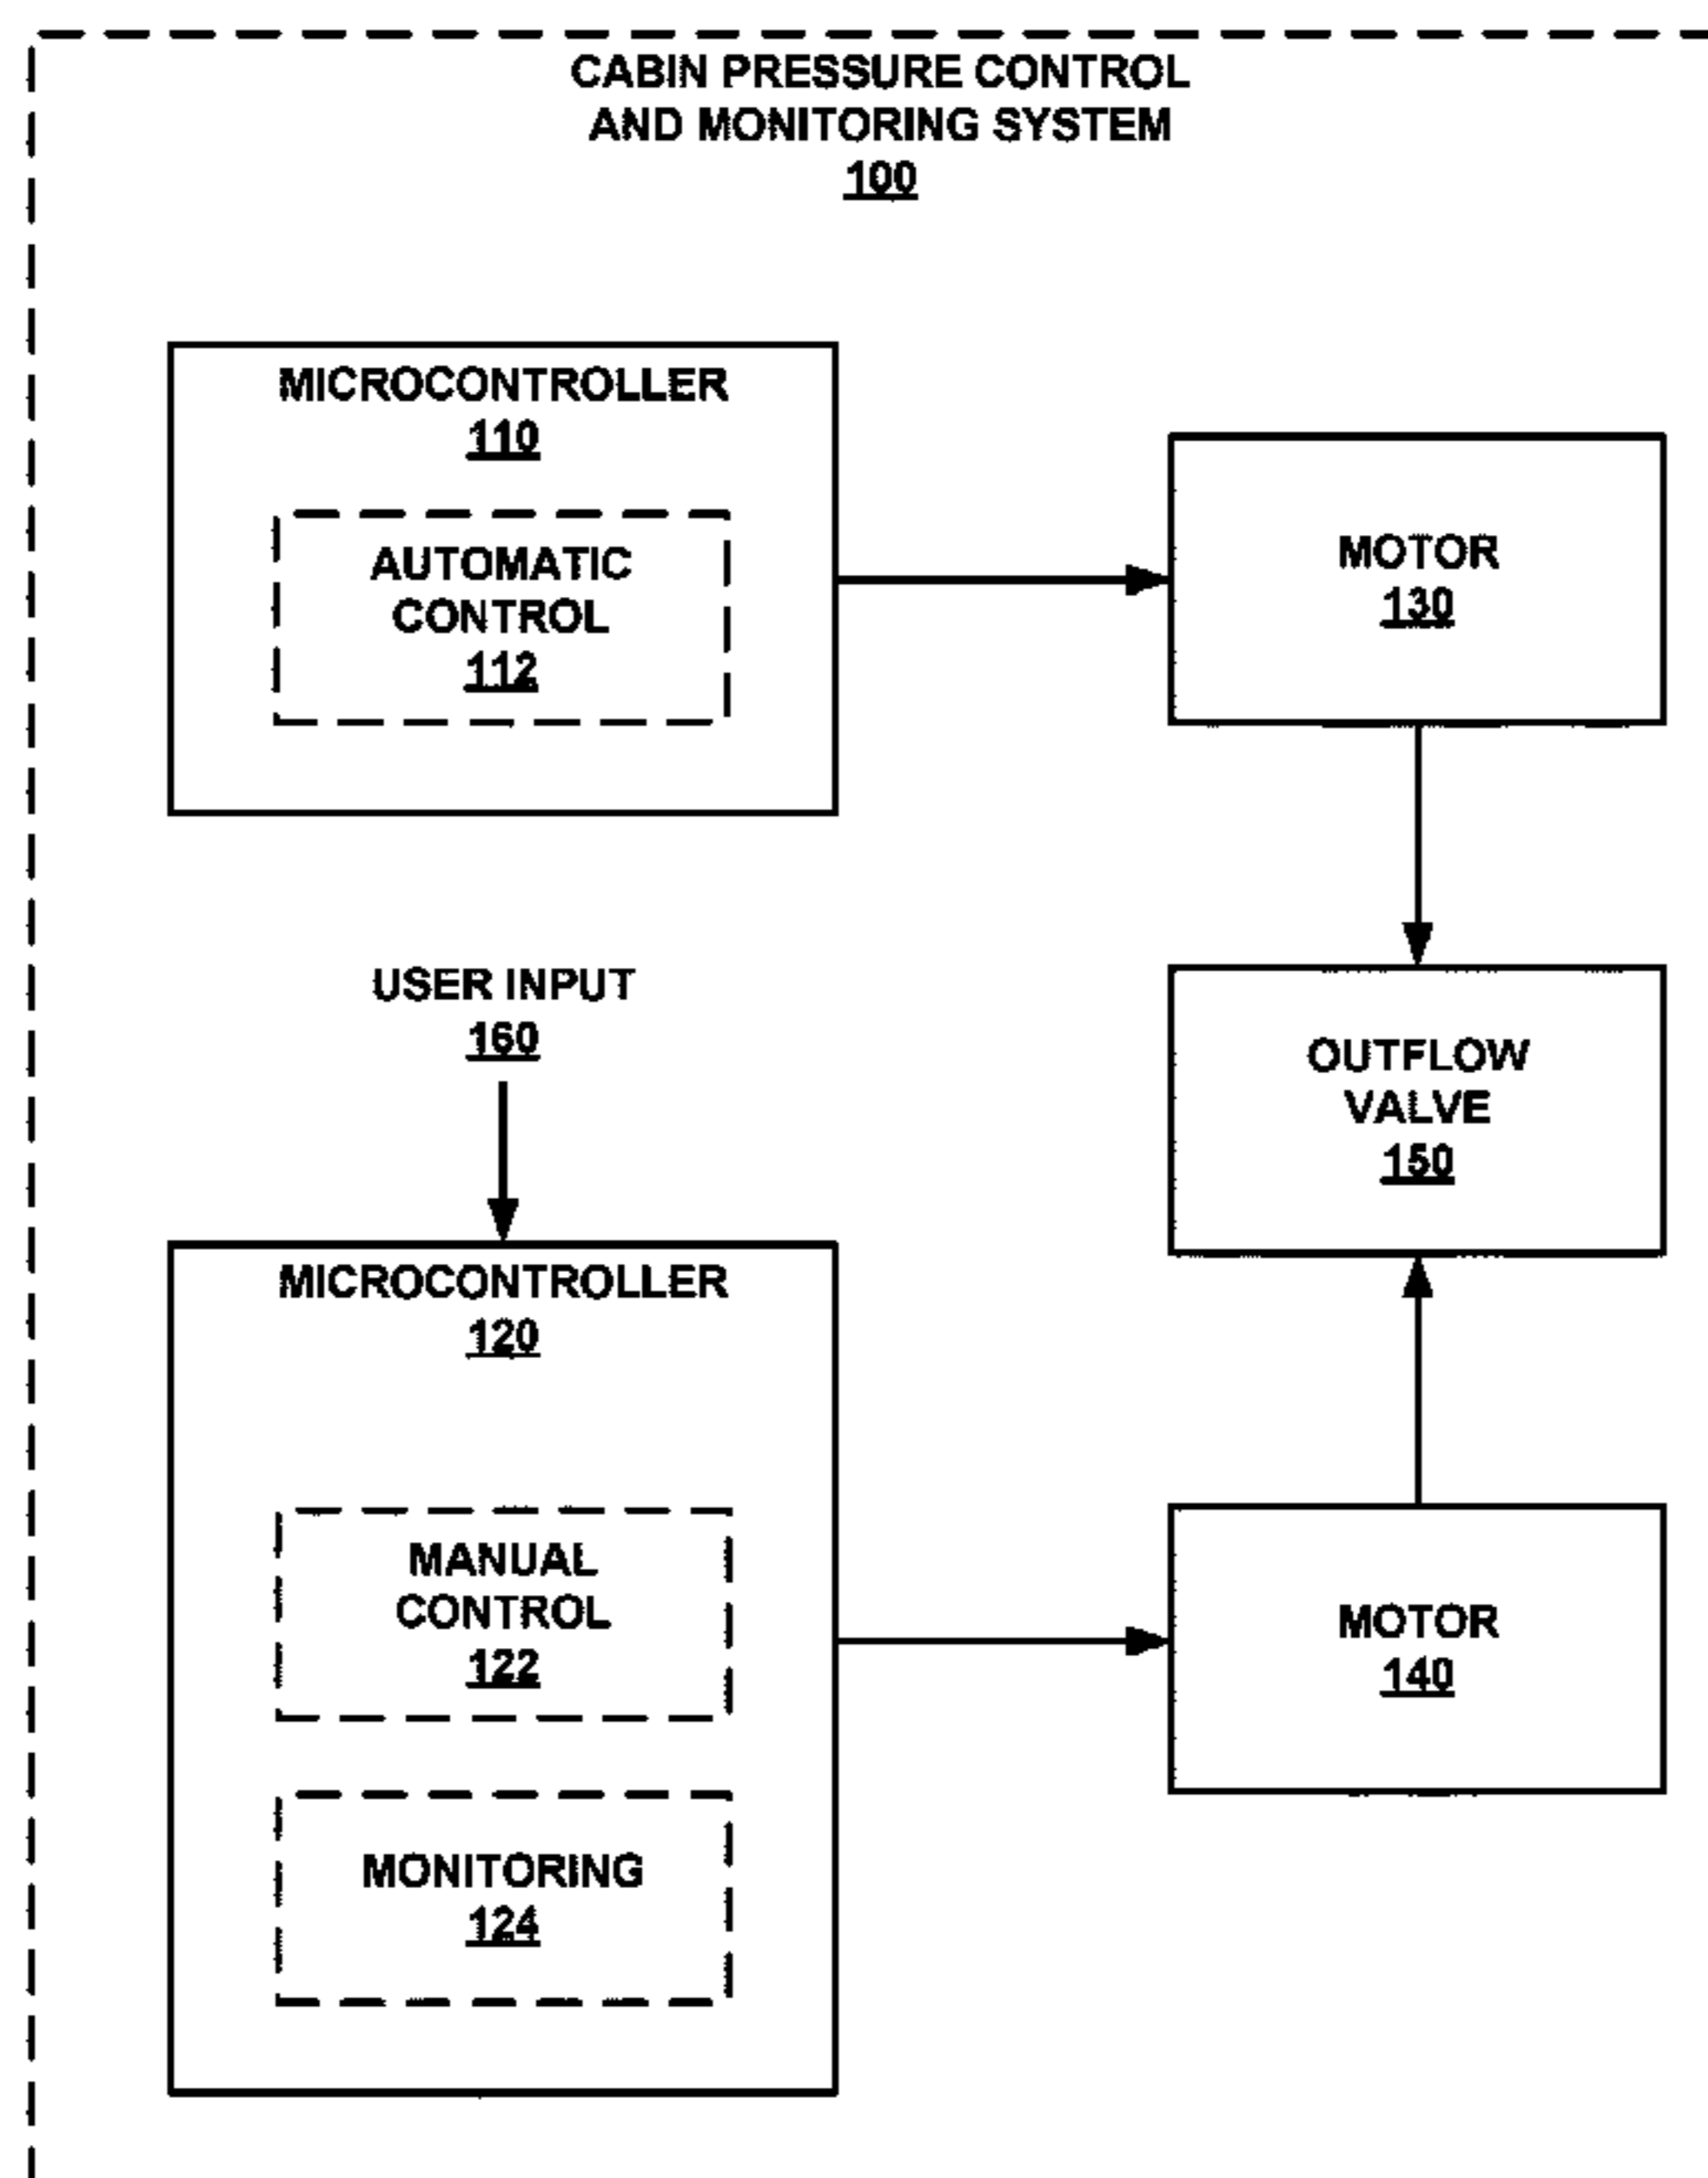 CABIN PRESSURE CONTROL
AND MONITORING SYSTEM
100
MICROCONTROLLER
110
AUTOMATIC
CONTROL
112
MOTOR
130
USER INPUT
160
OUTFLOW
VALVE
150
MICROCONTROLLER
120
MANUAL
CONTROL
122
MOTOR
140
MONITORING
124